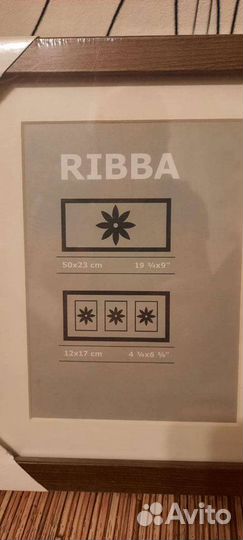 RIBBA
50x23 cm 19 ¾x9"
12x17 cm 4 ¾x6 ¾"
Avito